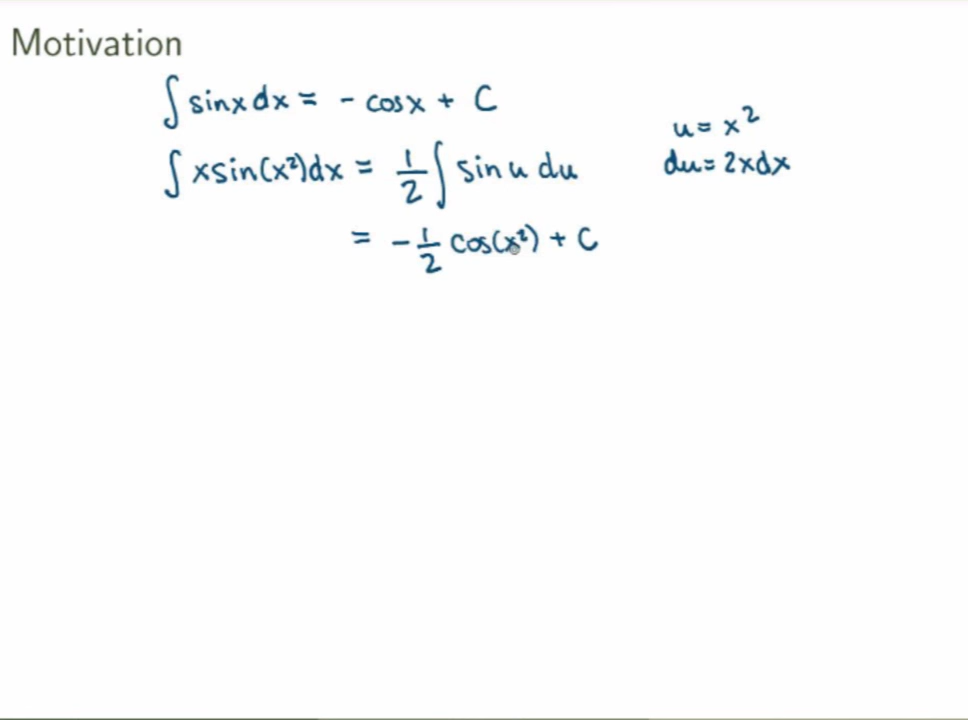 Motivation
∫ sinx dx = - cosx + C
∫ xsin(x²)dx = 1/2 ∫ sin u du
= - 1/2 cos(x²) + C
u = x²
du = 2xdx